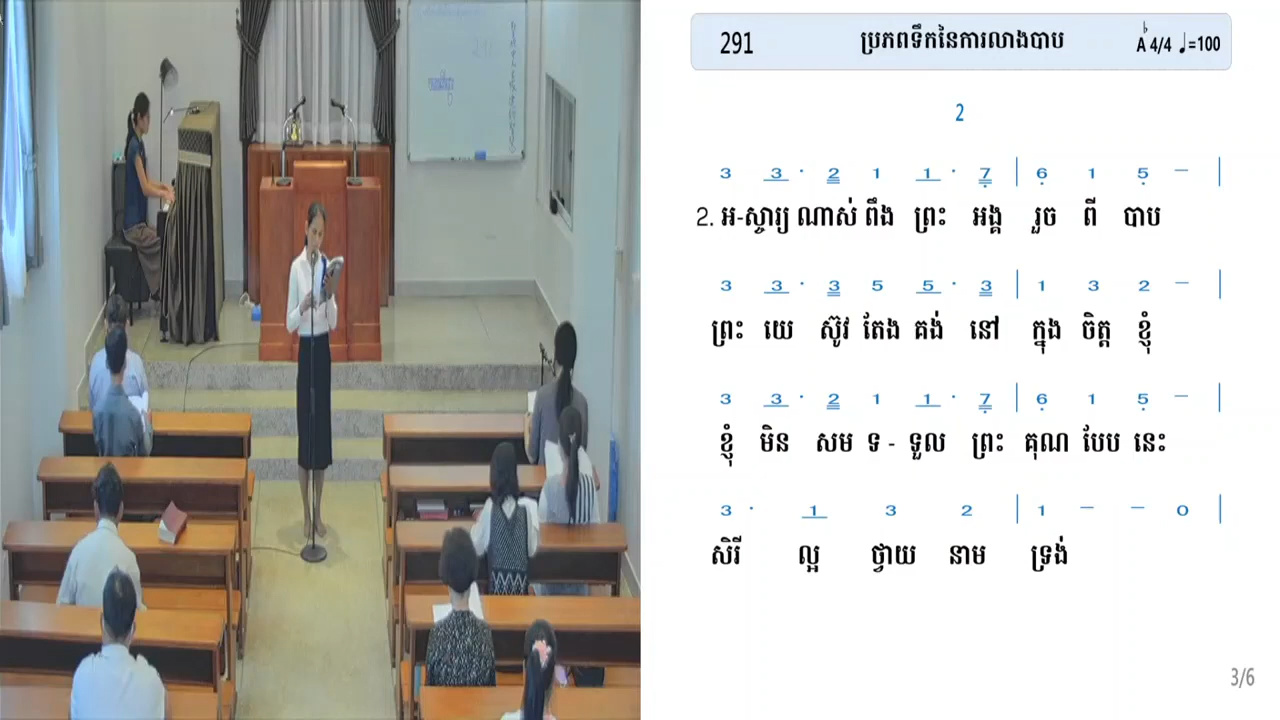 291 ប្រភពទឹកនៃការលាងបាប A♭ 4/4 ♩=100
2
3 3 · 2 1 1 · 7 | 6 1 5 — |
2. អ-ស្ចារ្យ ណាស់ ពឹង ព្រះ អង្គ រួច ពី បាប
3 3 · 3 5 5 · 3 | 1 3 2 — |
ព្រះ យេ ស៊ូវ តែង គង់ នៅ ក្នុង ចិត្ត ខ្ញុំ
3 3 · 2 1 1 · 7 | 6 1 5 — |
ខ្ញុំ មិន សម ទ - ទួល ព្រះ គុណ បែប នេះ
3 · 1 3 2 | 1 — — 0 |
សិរី ល្អ ថ្វាយ នាម ទ្រង់
3/6